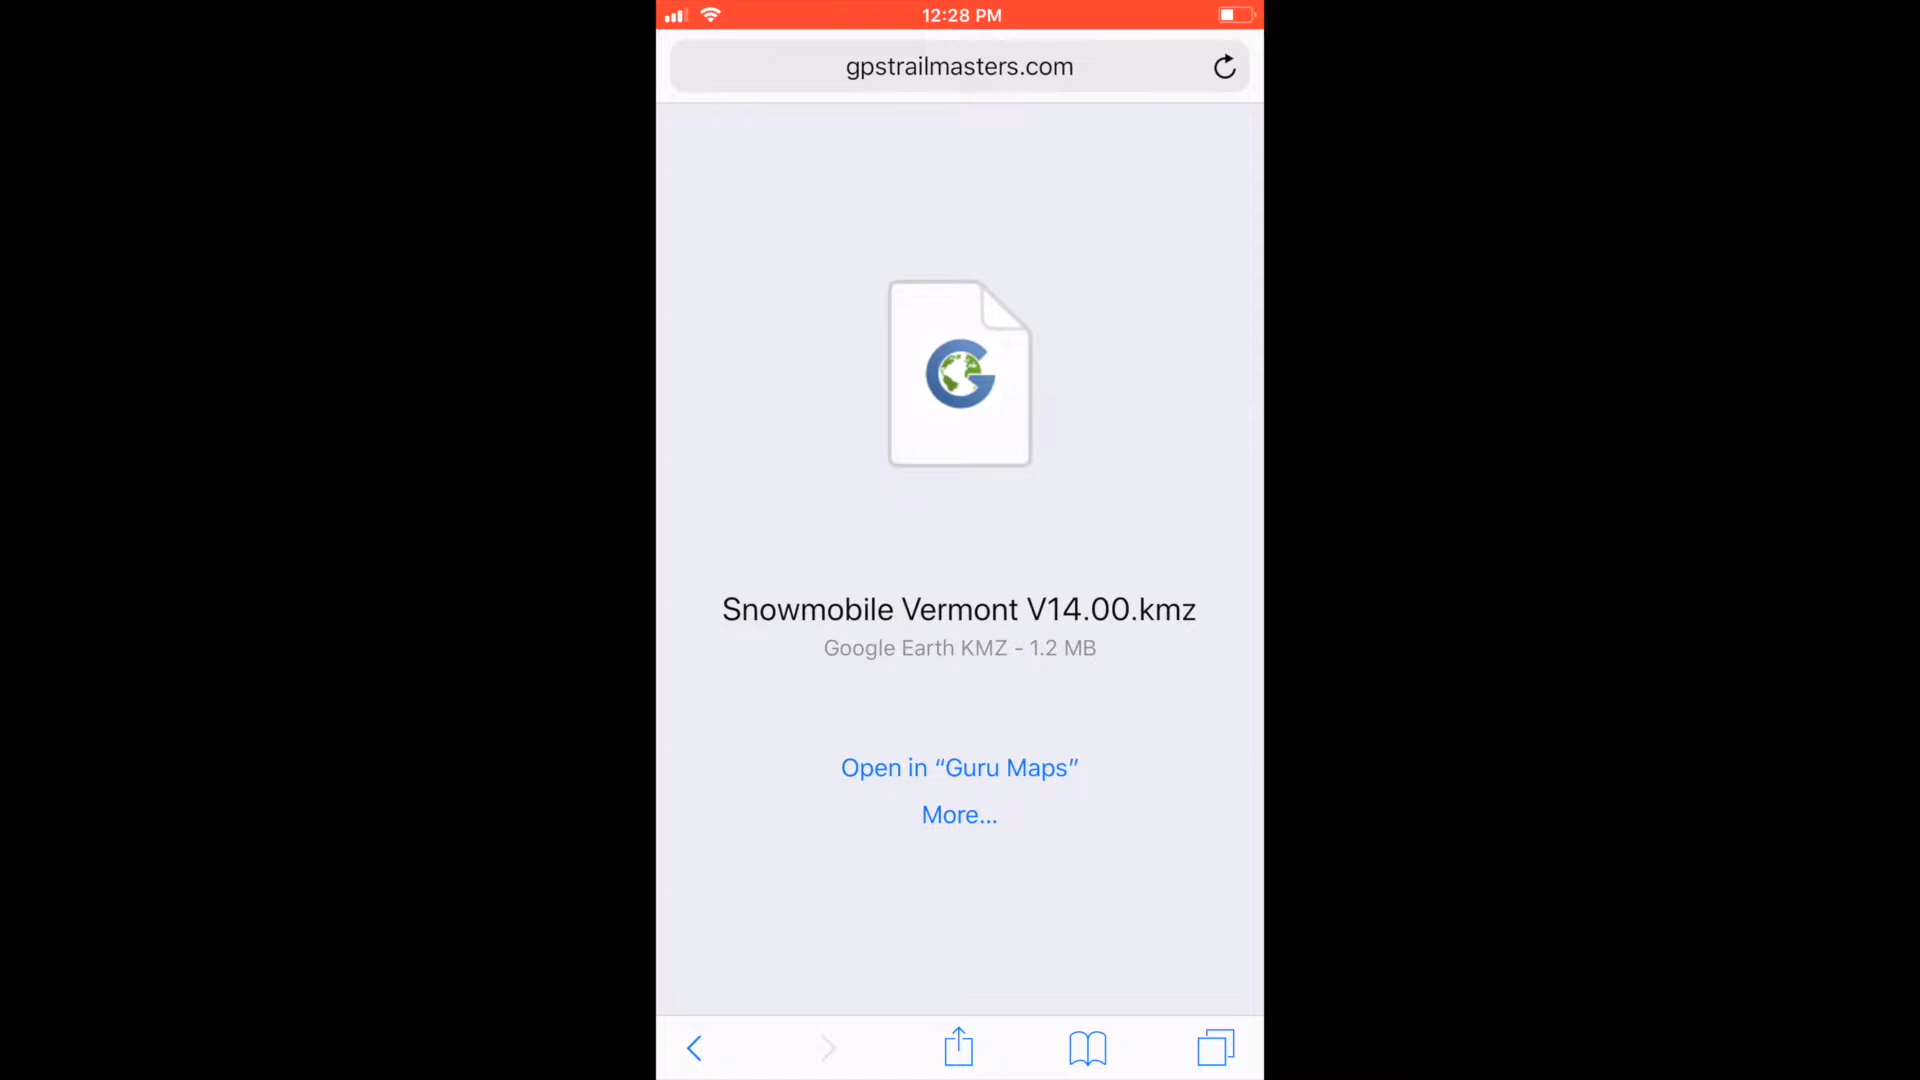 12:28 PM
gpstrailmasters.com
Snowmobile Vermont V14.00.kmz
Google Earth KMZ - 1.2 MB
Open in “Guru Maps”
More...